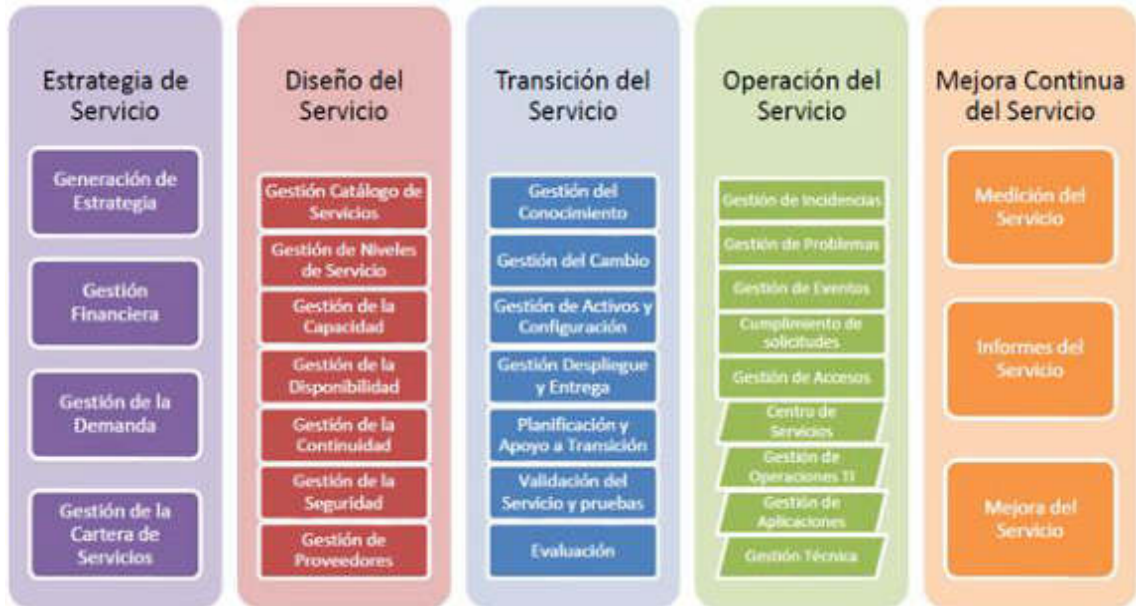 Estrategia de
Servicio
Generación de
Estrategia
Gestión
Financiera
Gestión de la
Demanda
Gestión de la
Cartera de
Servicios
Diseño del
Servicio
Gestión Catálogo de
Servicios
Gestión de Niveles
de Servicio
Gestión de la
Capacidad
Gestión de la
Disponibilidad
Gestión de la
Continuidad
Gestión de la
Seguridad
Gestión de
Proveedores
Transición del
Servicio
Gestión del
Conocimiento
Gestión del Cambio
Gestión de Activos y
Configuración
Gestión Despliegue
y Entrega
Planificación y
Apoyo a Transición
Validación del
Servicio y pruebas
Evaluación
Operación del
Servicio
Gestión de Incidencias
Gestión de Problemas
Gestión de Eventos
Cumplimiento de
solicitudes
Gestión de Accesos
Centro de
Servicios
Gestión de
Operaciones TI
Gestión de
Aplicaciones
Gestión Técnica
Mejora Continua
del Servicio
Medición del
Servicio
Informes del
Servicio
Mejora del
Servicio